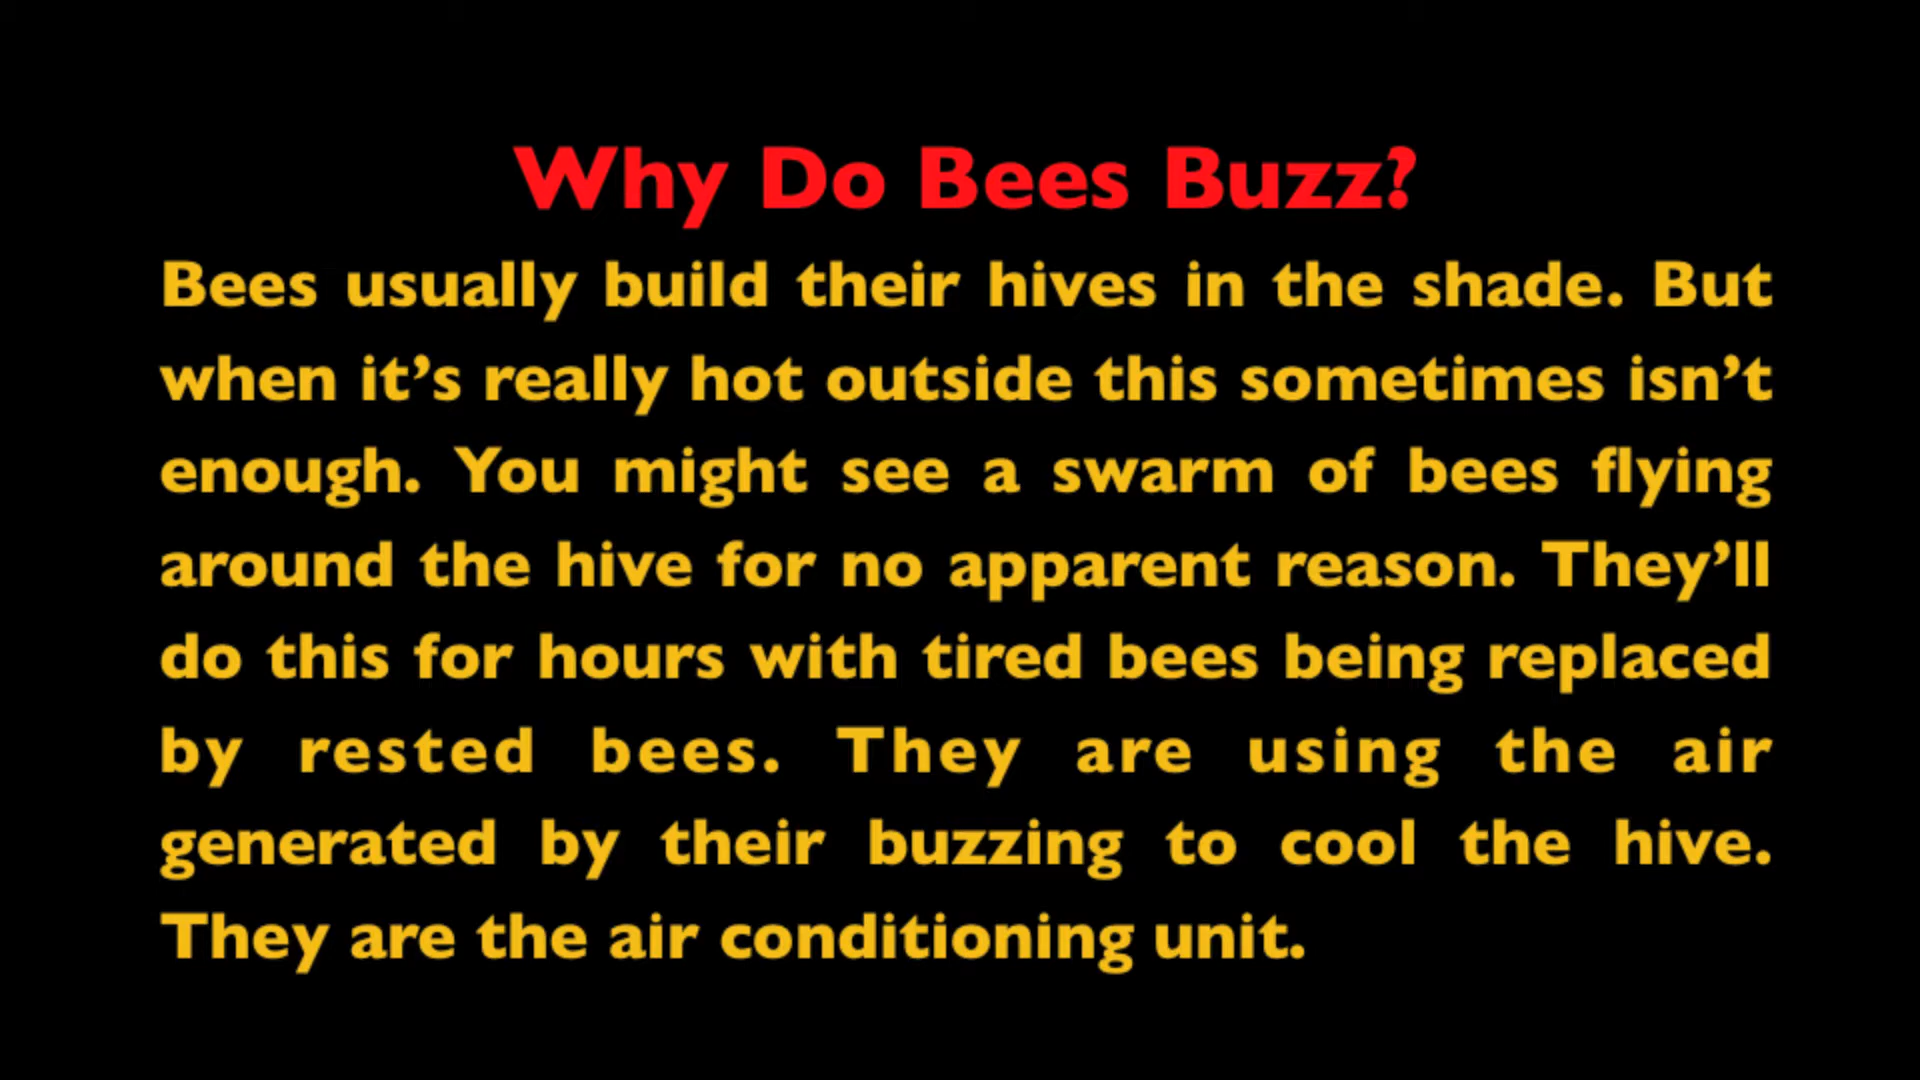 Why Do Bees Buzz?
Bees usually build their hives in the shade. But
when it’s really hot outside this sometimes isn’t
enough. You might see a swarm of bees flying
around the hive for no apparent reason. They’ll
do this for hours with tired bees being replaced
by rested bees. They are using the air
generated by their buzzing to cool the hive.
They are the air conditioning unit.